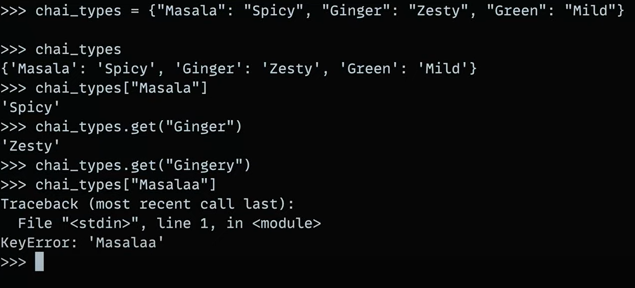 >>> chai_types = {"Masala": "Spicy", "Ginger": "Zesty", "Green": "Mild"}
>>> chai_types
{'Masala': 'Spicy', 'Ginger': 'Zesty', 'Green': 'Mild'}
>>> chai_types["Masala"]
'Spicy'
>>> chai_types.get("Ginger")
'Zesty'
>>> chai_types.get("Gingery")
>>> chai_types["Masalaa"]
Traceback (most recent call last):
  File "<stdin>", line 1, in <module>
KeyError: 'Masalaa'
>>>